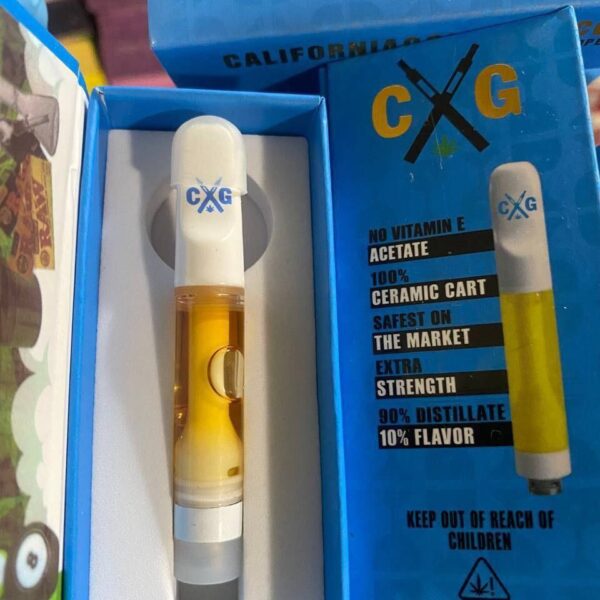 CALIFORNIA
CXG
CXG
CXG
RAW
NO VITAMIN E
ACETATE
100%
CERAMIC CART
SAFEST ON
THE MARKET
EXTRA
STRENGTH
90% DISTILLATE
10% FLAVOR
KEEP OUT OF REACH OF
CHILDREN